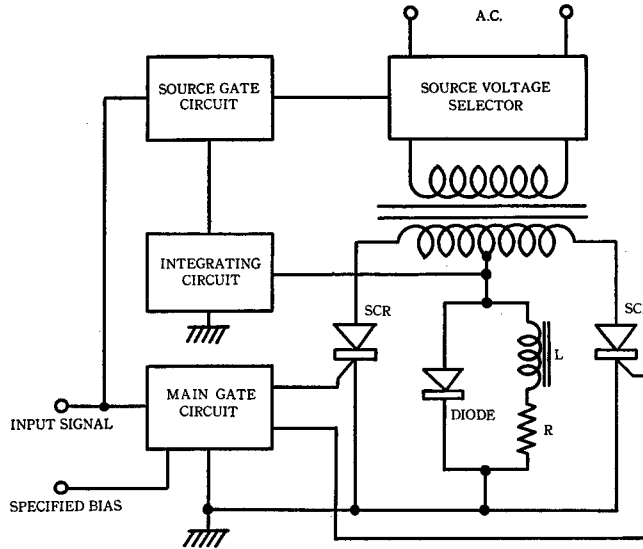 A.C.
SOURCE GATE
CIRCUIT
SOURCE VOLTAGE
SELECTOR
INTEGRATING
CIRCUIT
SCR
SC
L
MAIN GATE
CIRCUIT
DIODE
R
INPUT SIGNAL
SPECIFIED BIAS